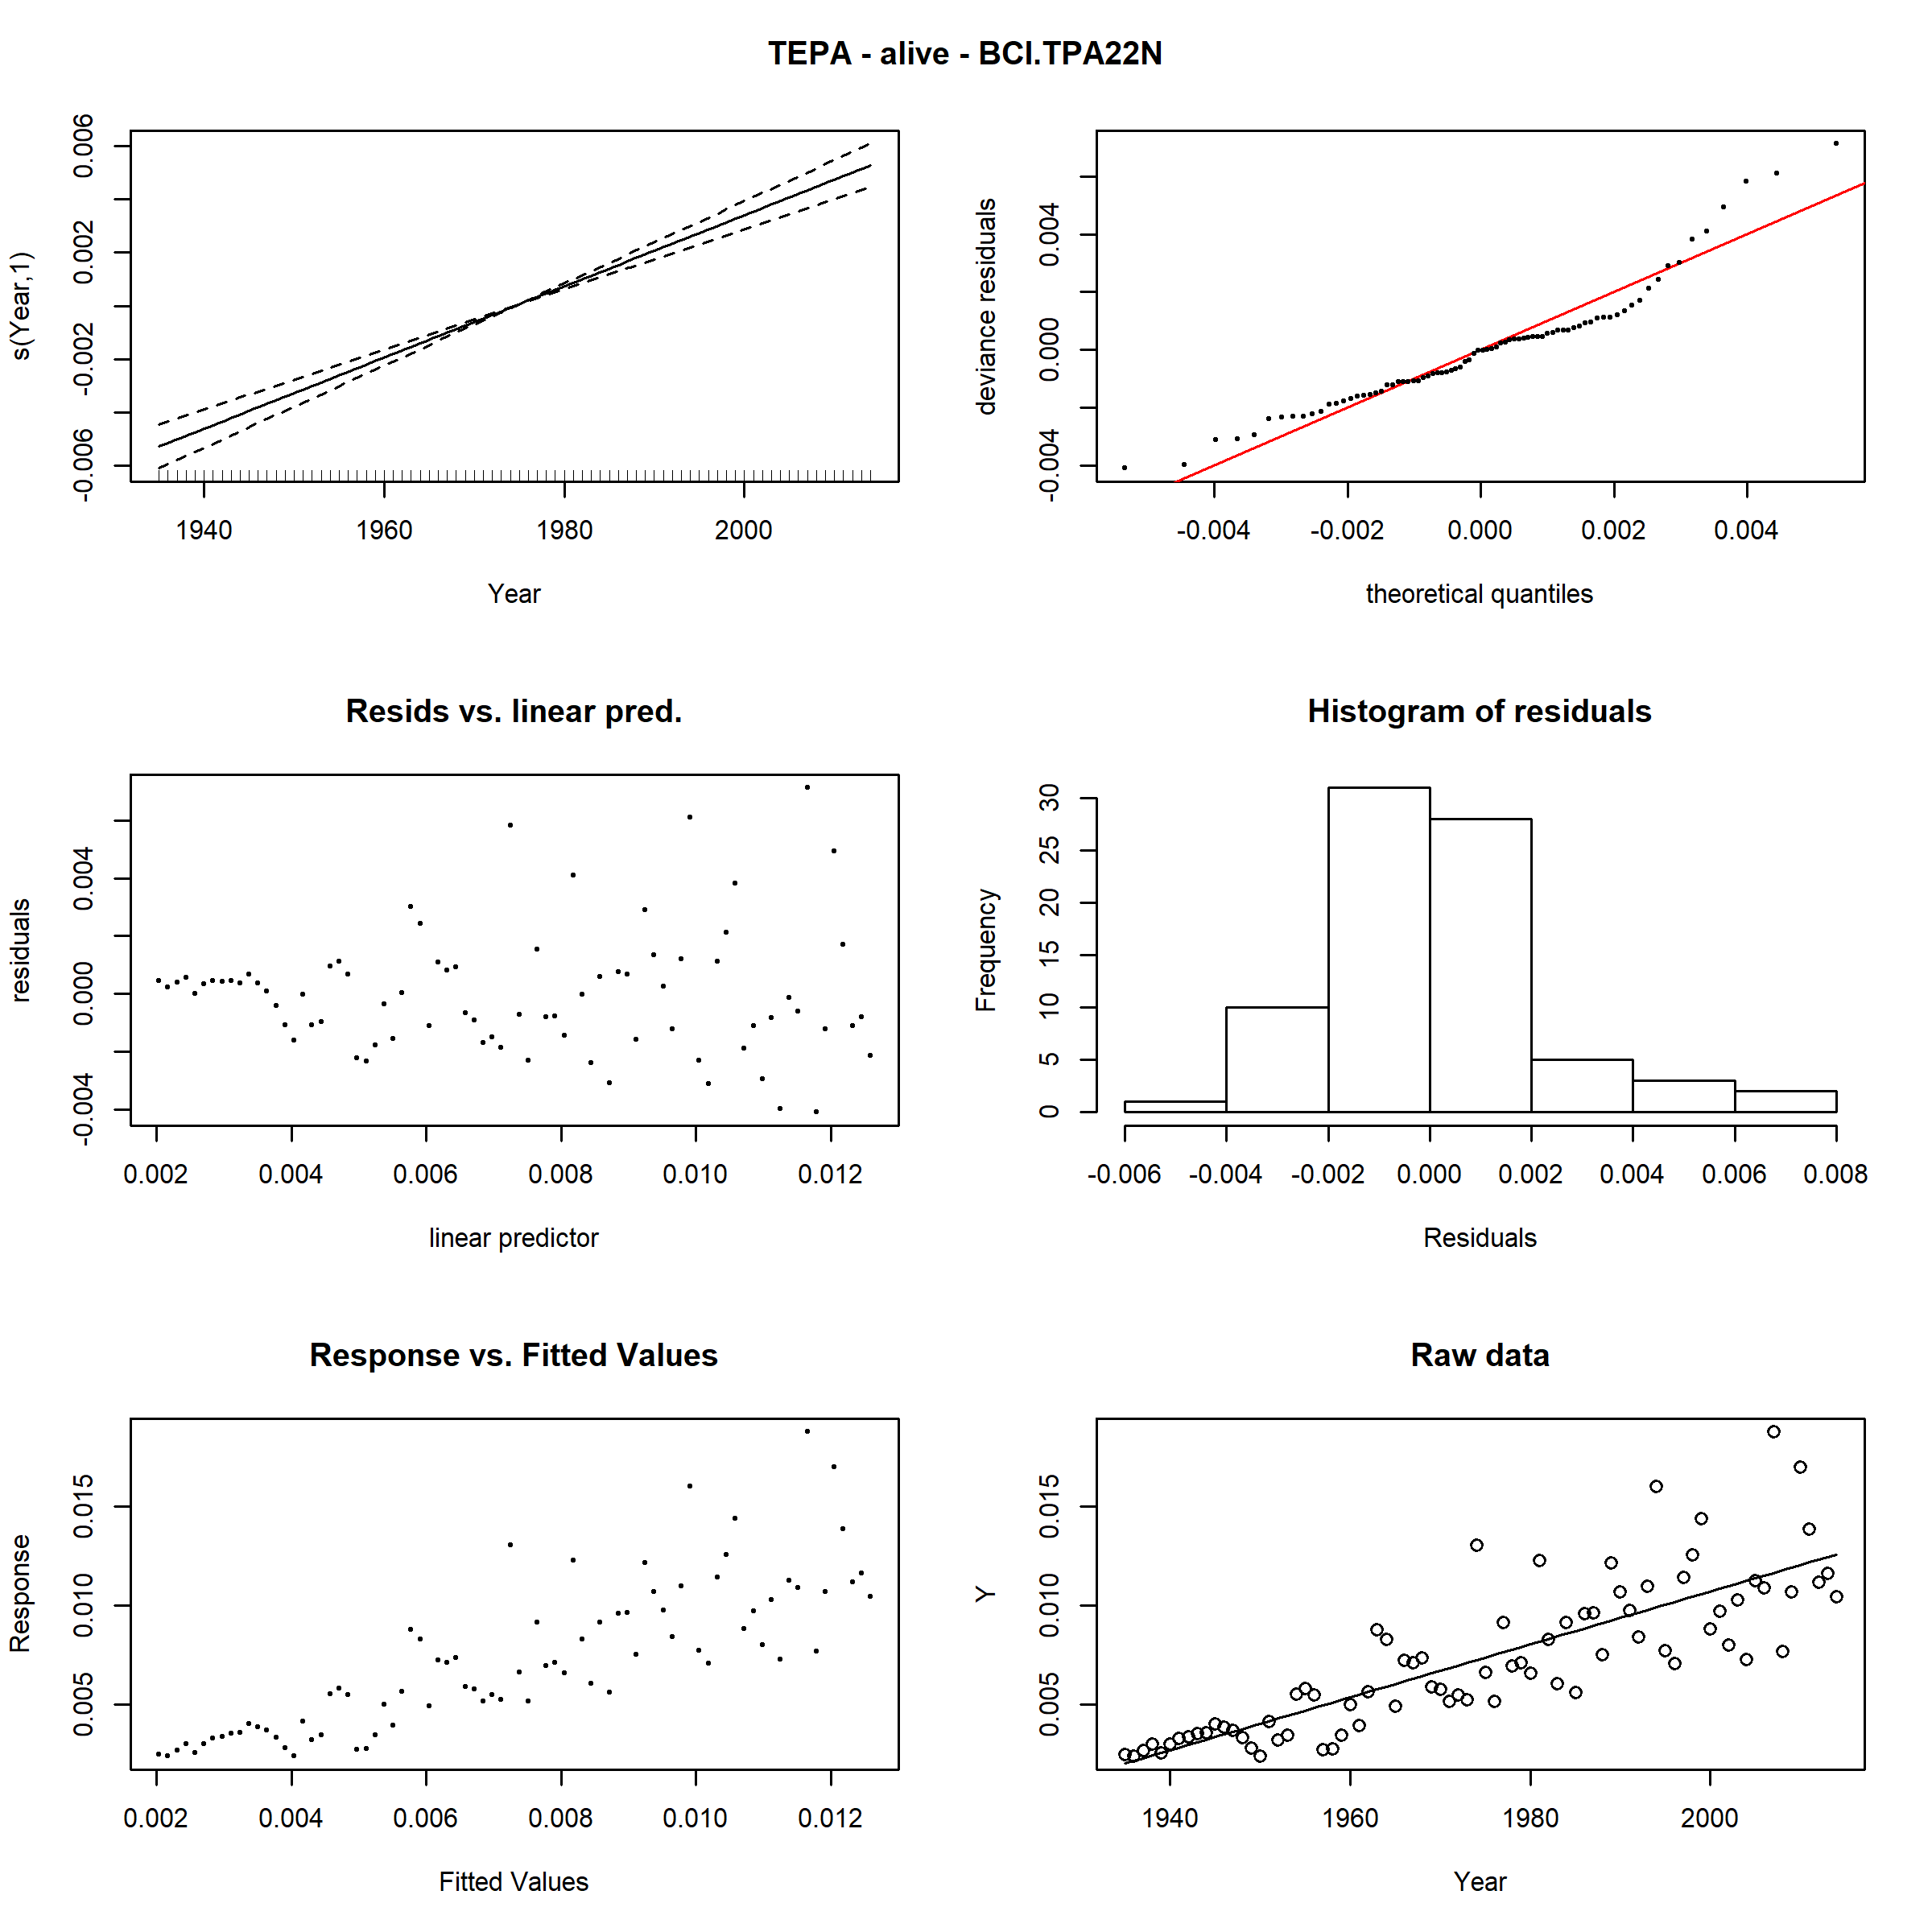 TEPA - alive - BCI.TPA22N
s(Year,1)
-0.006 -0.002 0.002 0.006
1940 1960 1980 2000
Year
deviance residuals
-0.004 0.000 0.004
-0.004 -0.002 0.000 0.002 0.004
theoretical quantiles
Resids vs. linear pred.
residuals
-0.004 0.000 0.004
0.002 0.004 0.006 0.008 0.010 0.012
linear predictor
Histogram of residuals
Frequency
0 5 10 15 20 25 30
-0.006 -0.004 -0.002 0.000 0.002 0.004 0.006 0.008
Residuals
Response vs. Fitted Values
Response
0.005 0.010 0.015
0.002 0.004 0.006 0.008 0.010 0.012
Fitted Values
Raw data
Y
0.005 0.010 0.015
1940 1960 1980 2000
Year